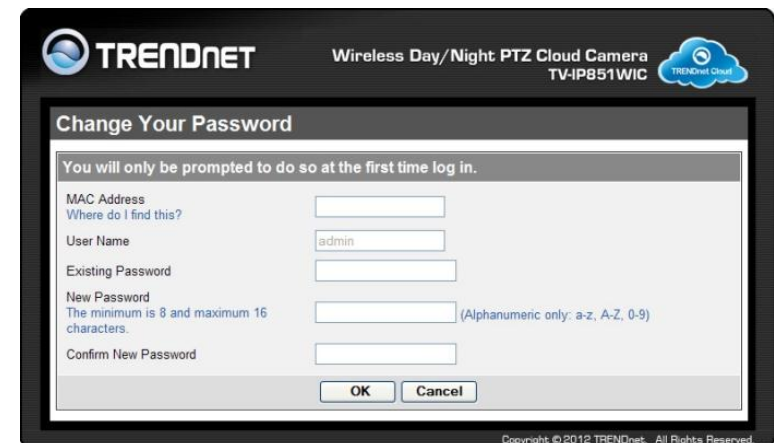 TRENDnet
Wireless Day/Night PTZ Cloud Camera
TV-IP851WIC
TRENDnet Cloud
Change Your Password
You will only be prompted to do so at the first time log in.
MAC Address
Where do I find this?
User Name
admin
Existing Password
New Password
The minimum is 8 and maximum 16
characters.
(Alphanumeric only: a-z, A-Z, 0-9)
Confirm New Password
OK
Cancel
Copyright © 2012 TRENDnet. All Rights Reserved.